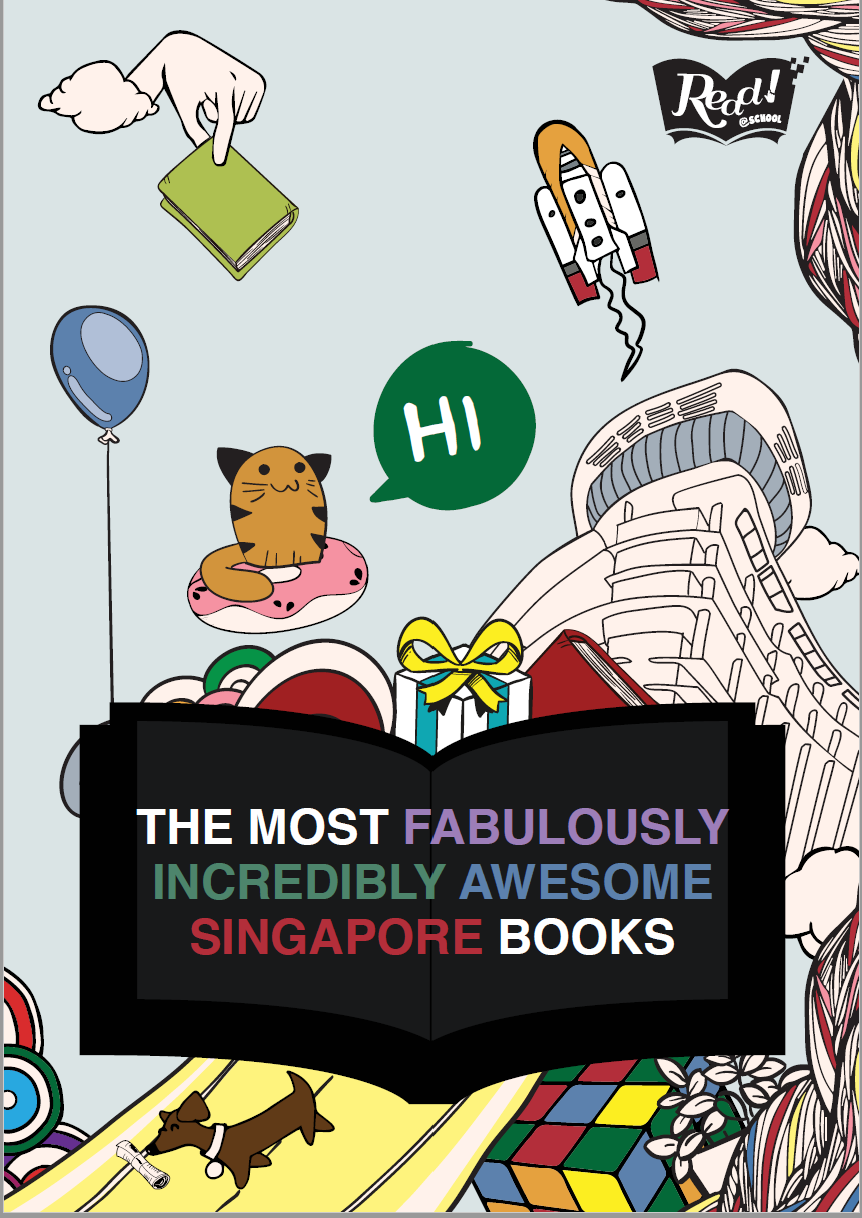 Read!
@SCHOOL
HI
THE MOST FABULOUSLY
INCREDIBLY AWESOME
SINGAPORE BOOKS